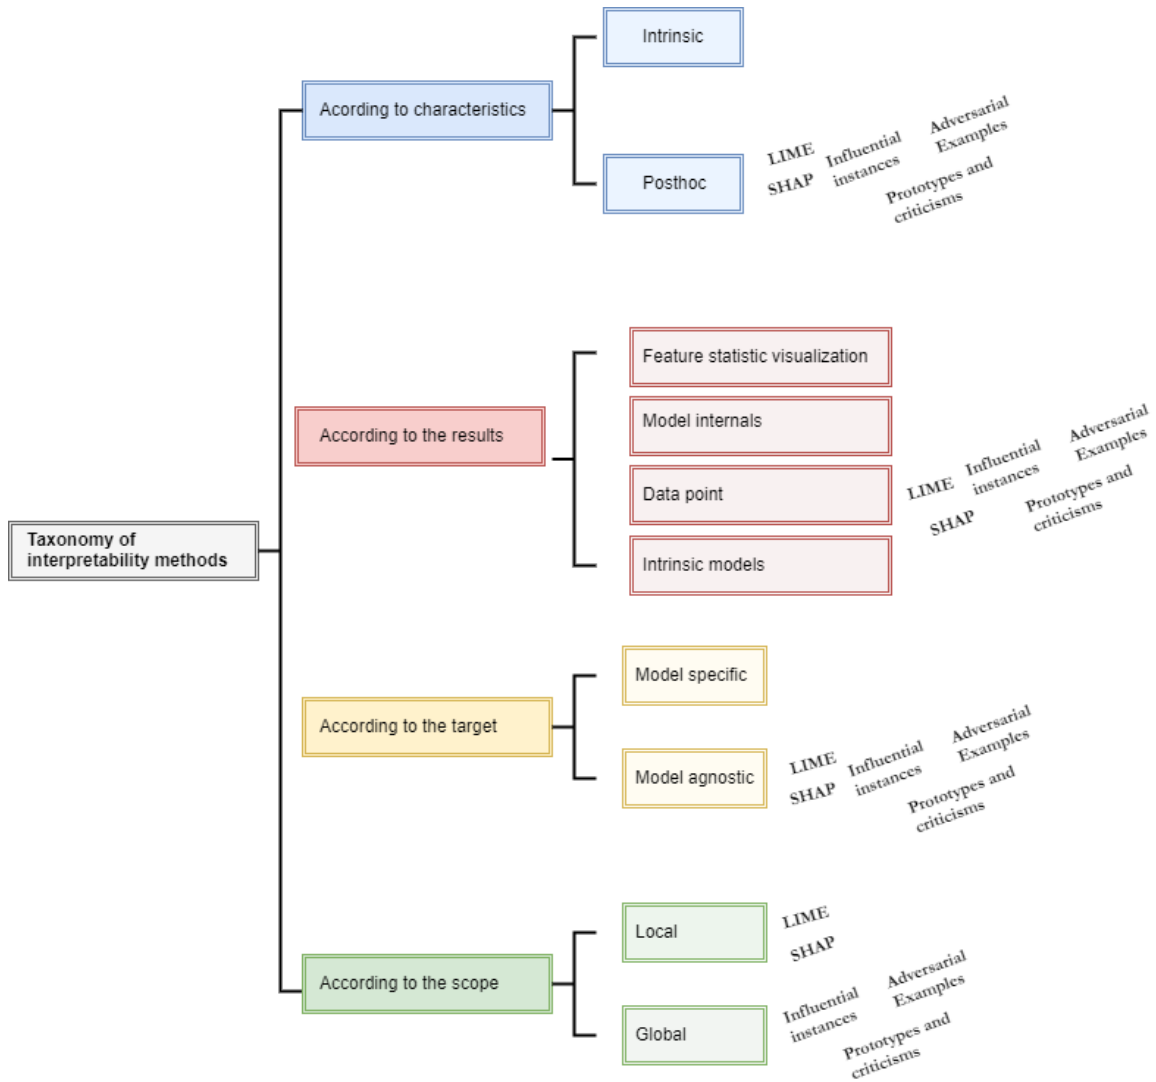 Intrinsic
Acording to characteristics
Posthoc
LIME
SHAP
Influential
instances
Adversarial
Examples
Prototypes and
criticisms
Feature statistic visualization
Model internals
According to the results
Data point
LIME
SHAP
Influential
instances
Adversarial
Examples
Prototypes and
criticisms
Intrinsic models
Taxonomy of
interpretability methods
Model specific
According to the target
Model agnostic
LIME
SHAP
Influential
instances
Adversarial
Examples
Prototypes and
criticisms
Local
LIME
SHAP
According to the scope
Global
Influential
instances
Adversarial
Examples
Prototypes and
criticisms